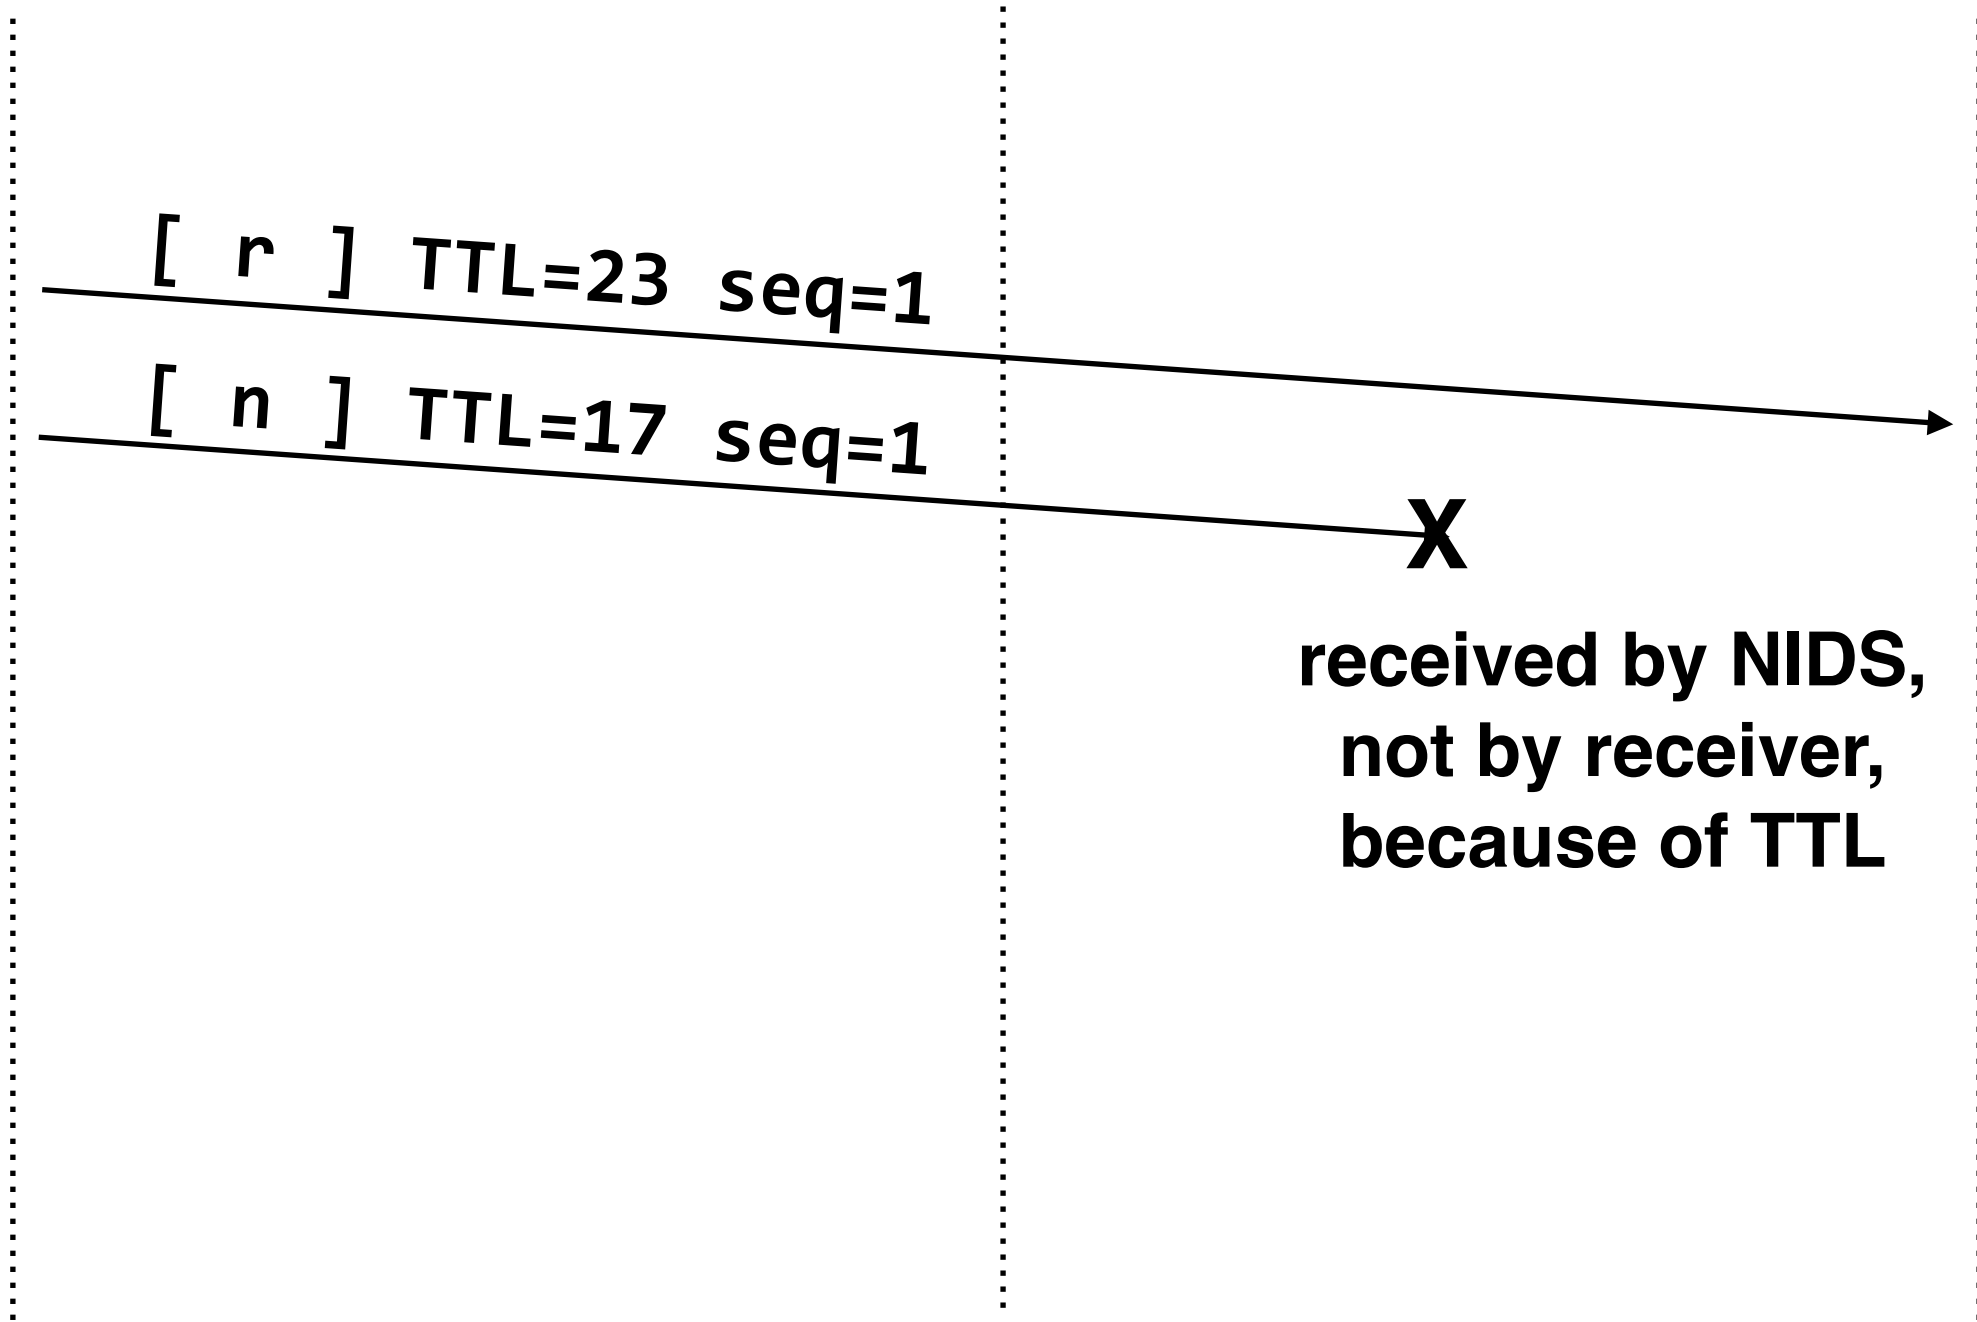 [ r ] TTL=23 seq=1
[ n ] TTL=17 seq=1
X
received by NIDS,
not by receiver,
because of TTL